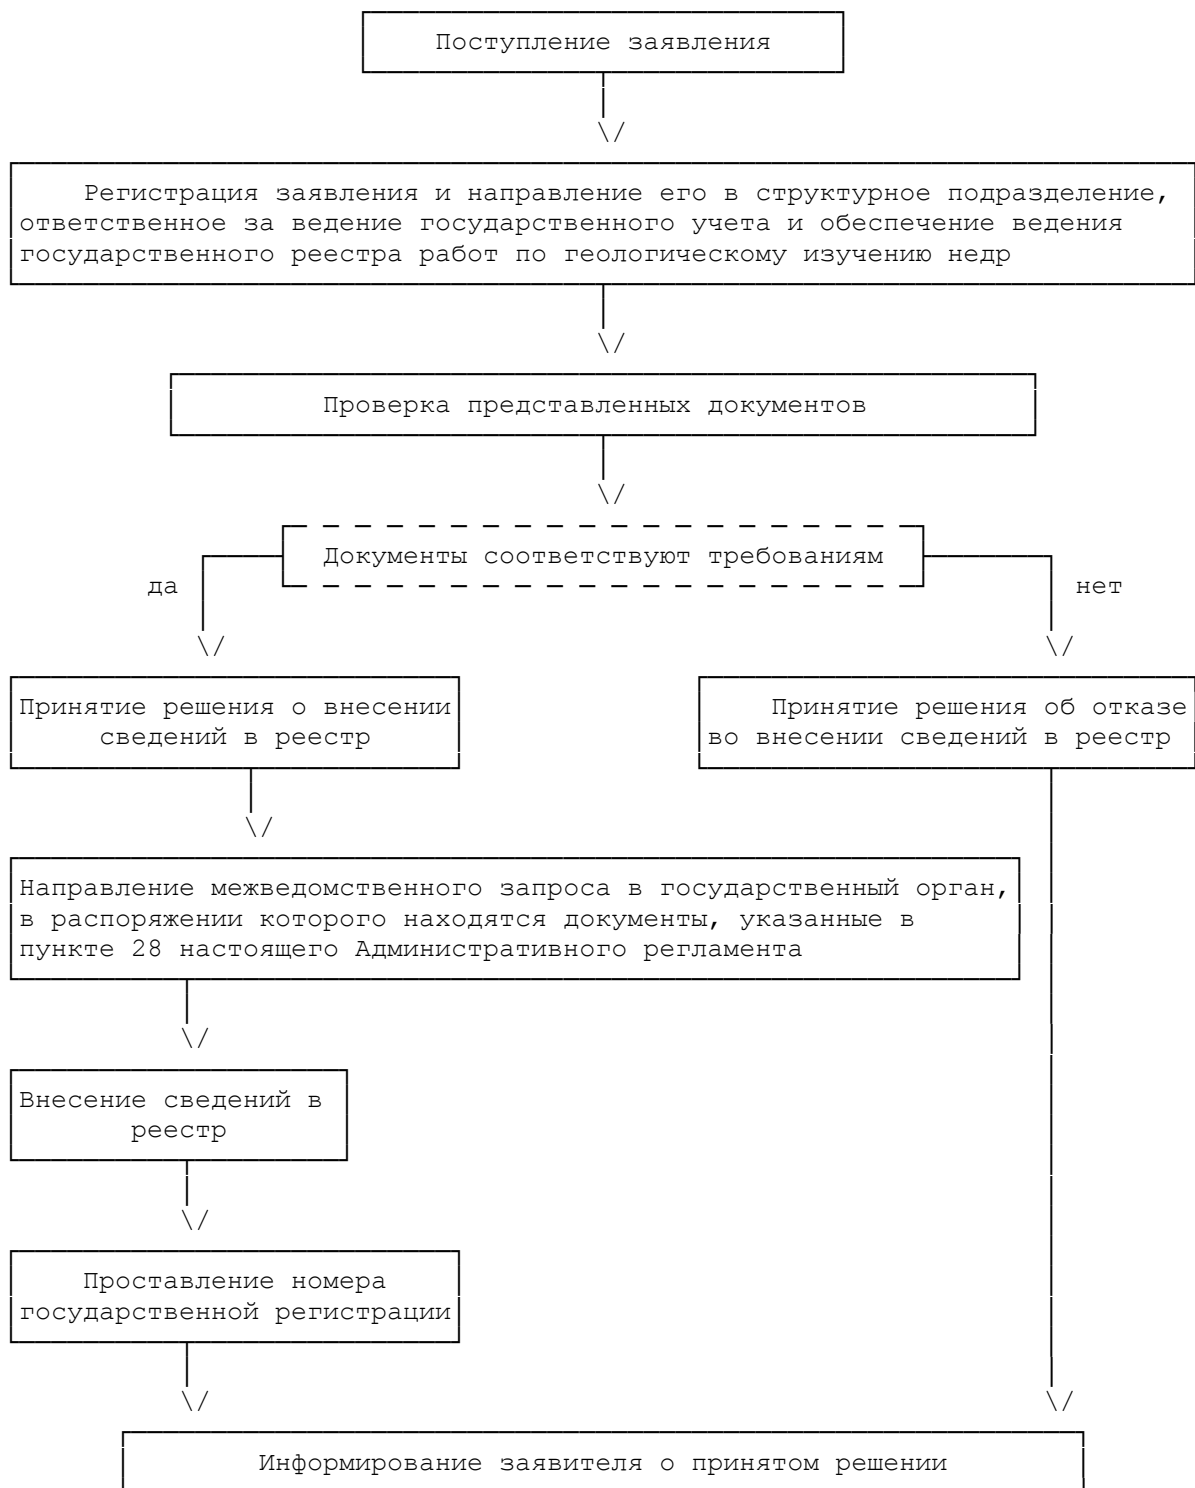 Поступление заявления
\/
Регистрация заявления и направление его в структурное подразделение,
ответственное за ведение государственного учета и обеспечение ведения
государственного реестра работ по геологическому изучению недр
\/
Проверка представленных документов
\/
Документы соответствуют требованиям
да
нет
\/ \/
Принятие решения о внесении
сведений в реестр
Принятие решения об отказе
во внесении сведений в реестр
\/
Направление межведомственного запроса в государственный орган,
в распоряжении которого находятся документы, указанные в
пункте 28 настоящего Административного регламента
\/
Внесение сведений в
реестр
\/
Проставление номера
государственной регистрации
\/ \/
Информирование заявителя о принятом решении